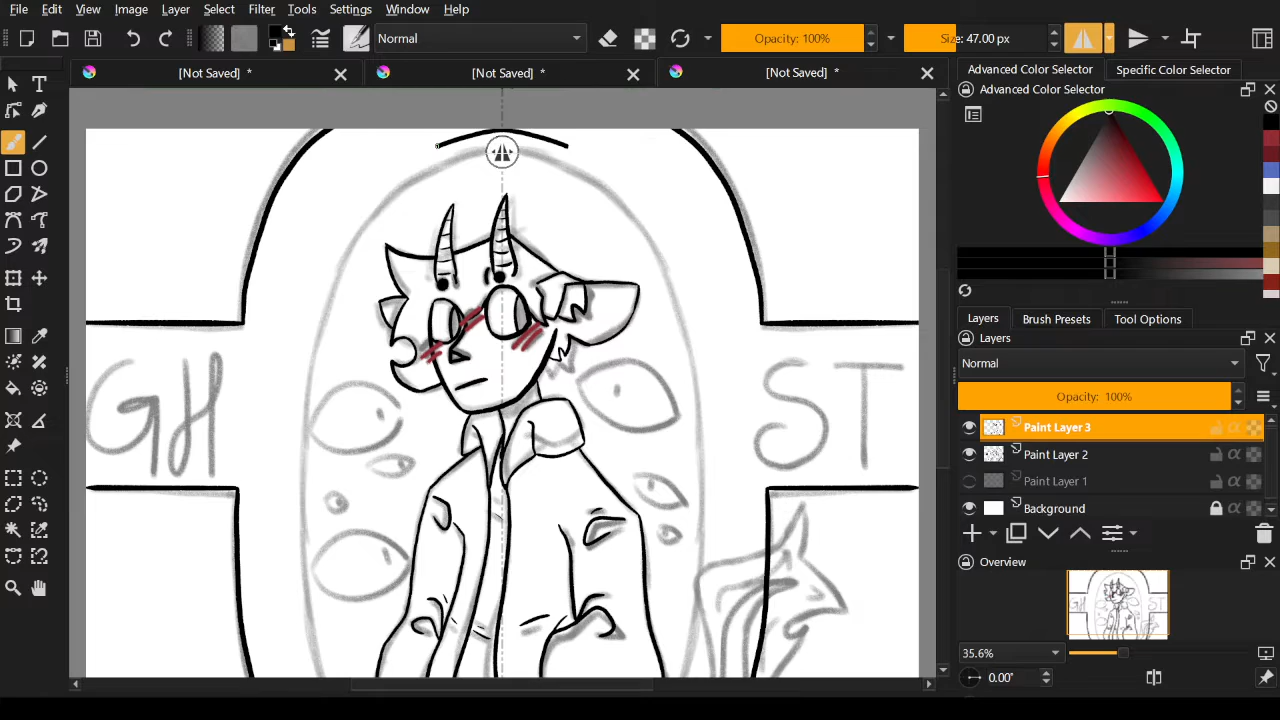 File Edit View Image Layer Select Filter Tools Settings Window Help
Normal Opacity: 100% Size: 47.00 px
[Not Saved] * [Not Saved] * [Not Saved] *
Advanced Color Selector Specific Color Selector
Advanced Color Selector
Layers Brush Presets Tool Options
Layers
Normal
Opacity: 100%
Paint Layer 3
Paint Layer 2
Paint Layer 1
Background
Overview
35.6%
0.00°
GH ST